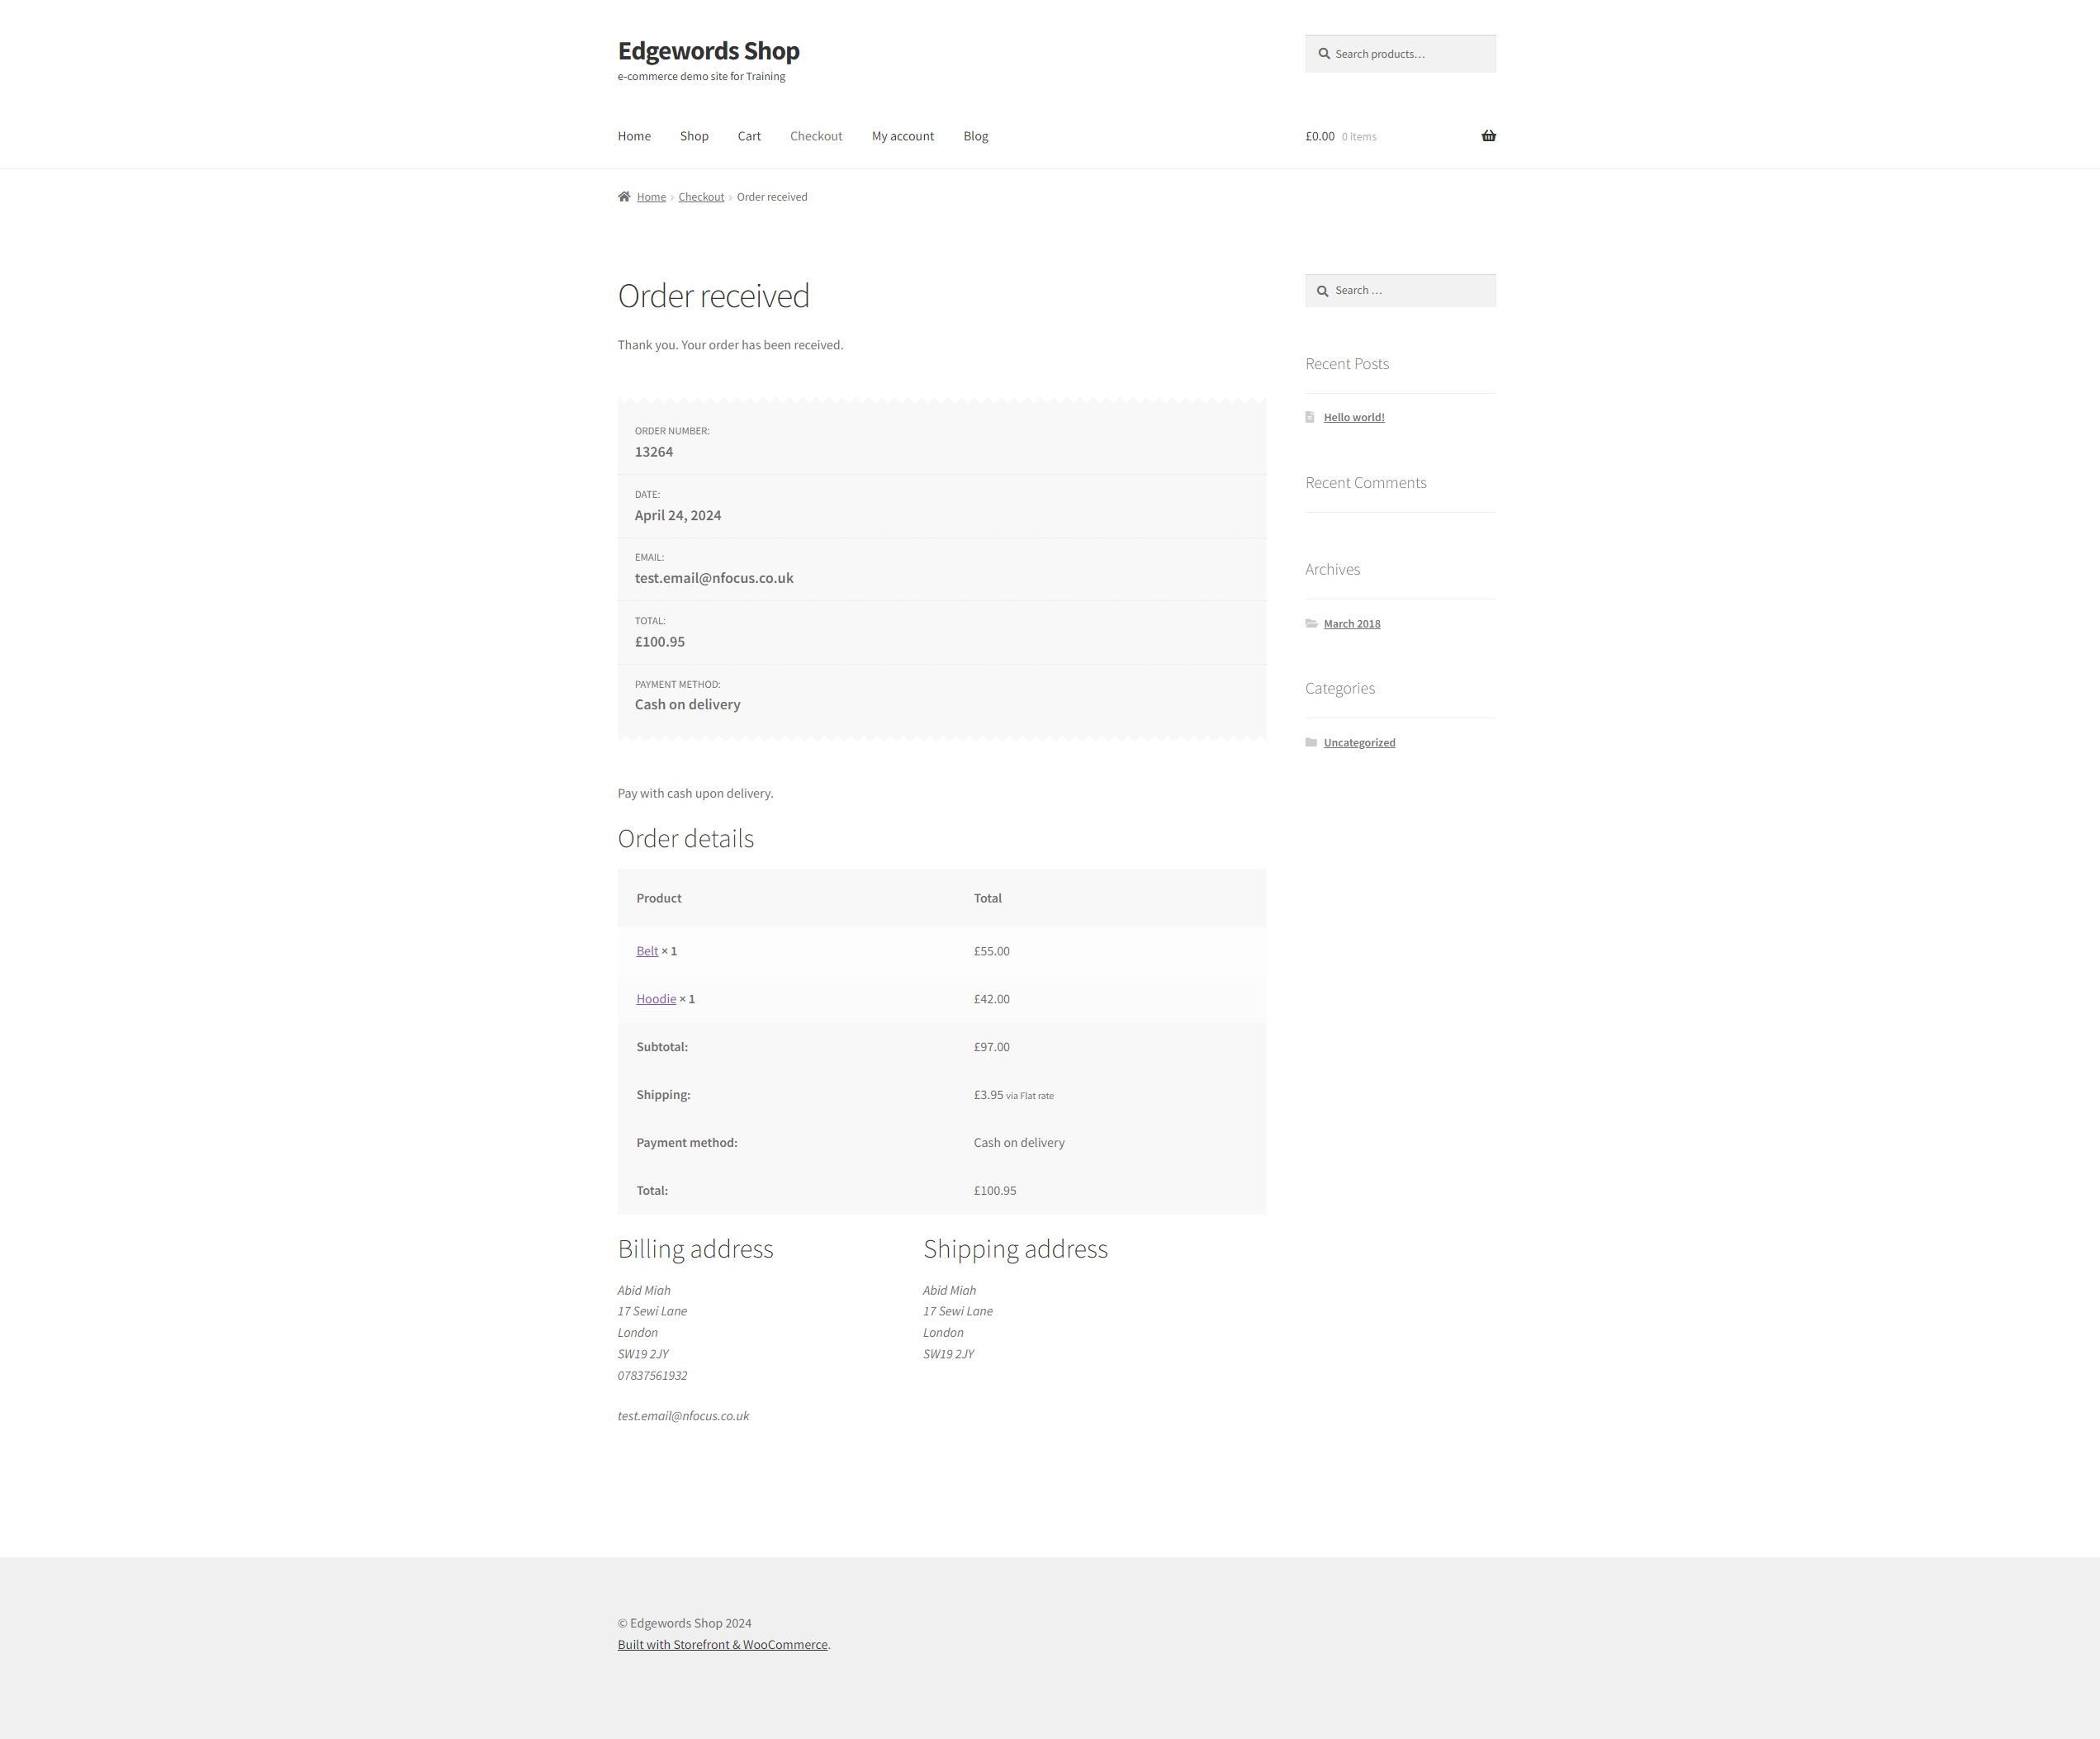 Edgewords Shop
e-commerce demo site for Training
Search products…
Home Shop Cart Checkout My account Blog
£0.00 0 items
Home › Checkout › Order received
Order received
Thank you. Your order has been received.
ORDER NUMBER:
13264
DATE:
April 24, 2024
EMAIL:
test.email@nfocus.co.uk
TOTAL:
£100.95
PAYMENT METHOD:
Cash on delivery
Pay with cash upon delivery.
Order details
Product Total
Belt × 1 £55.00
Hoodie × 1 £42.00
Subtotal: £97.00
Shipping: £3.95 via Flat rate
Payment method: Cash on delivery
Total: £100.95
Billing address
Abid Miah
17 Sewi Lane
London
SW19 2JY
07837561932
test.email@nfocus.co.uk
Shipping address
Abid Miah
17 Sewi Lane
London
SW19 2JY
Search …
Recent Posts
Hello world!
Recent Comments
Archives
March 2018
Categories
Uncategorized
© Edgewords Shop 2024
Built with Storefront & WooCommerce.